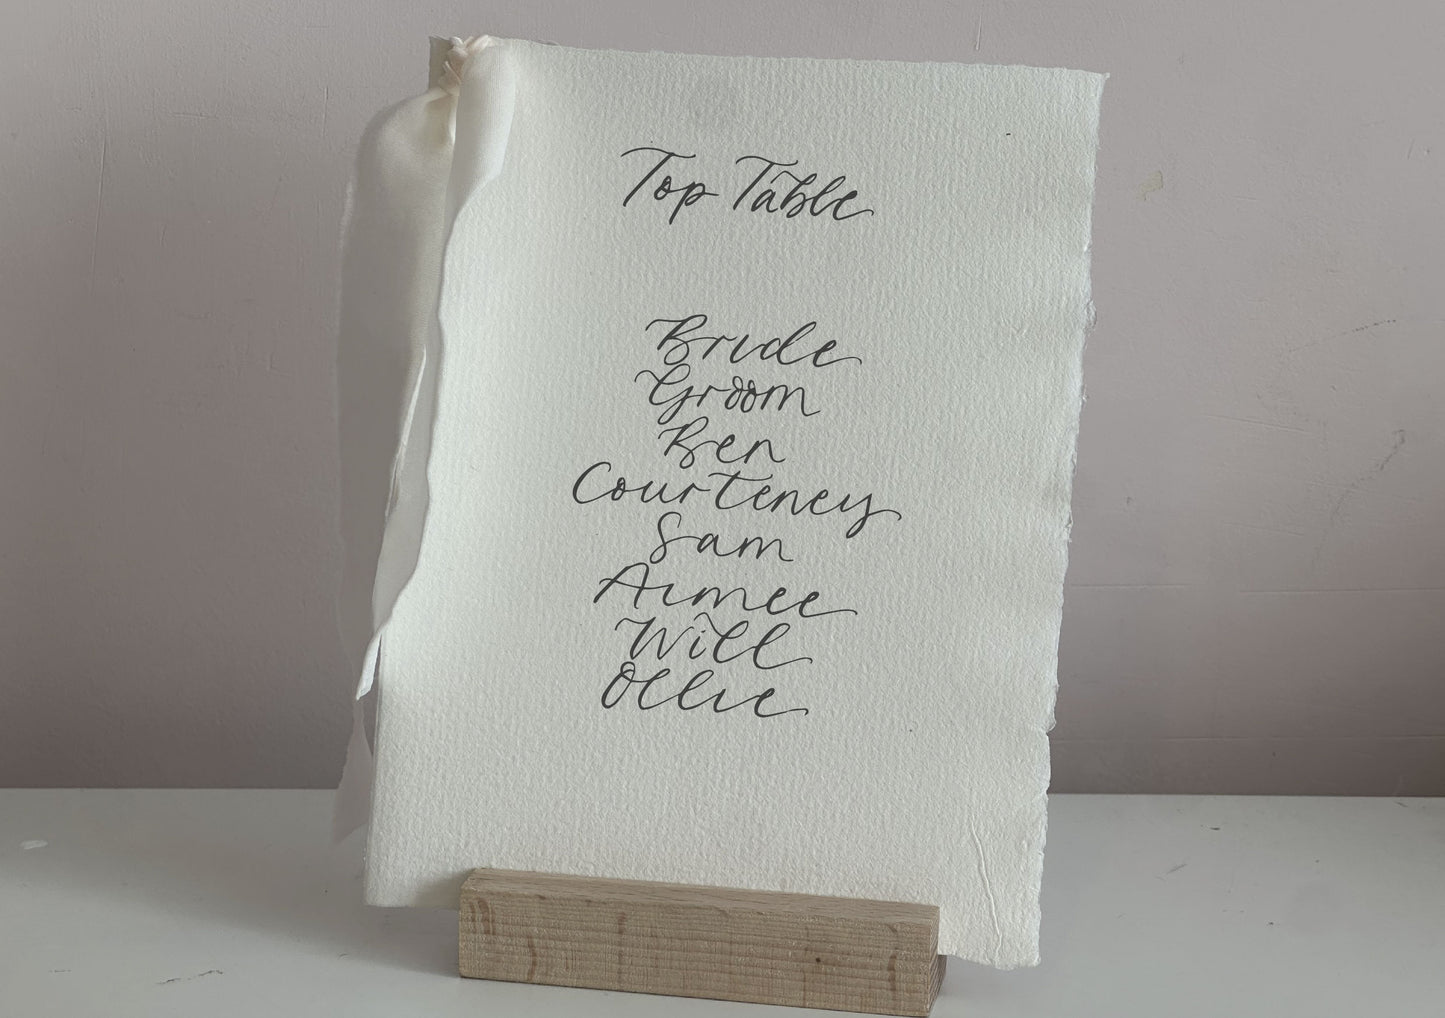 Top Table
Bride
Groom
Ben
Courteney
Sam
Aimee
Will
Ollie